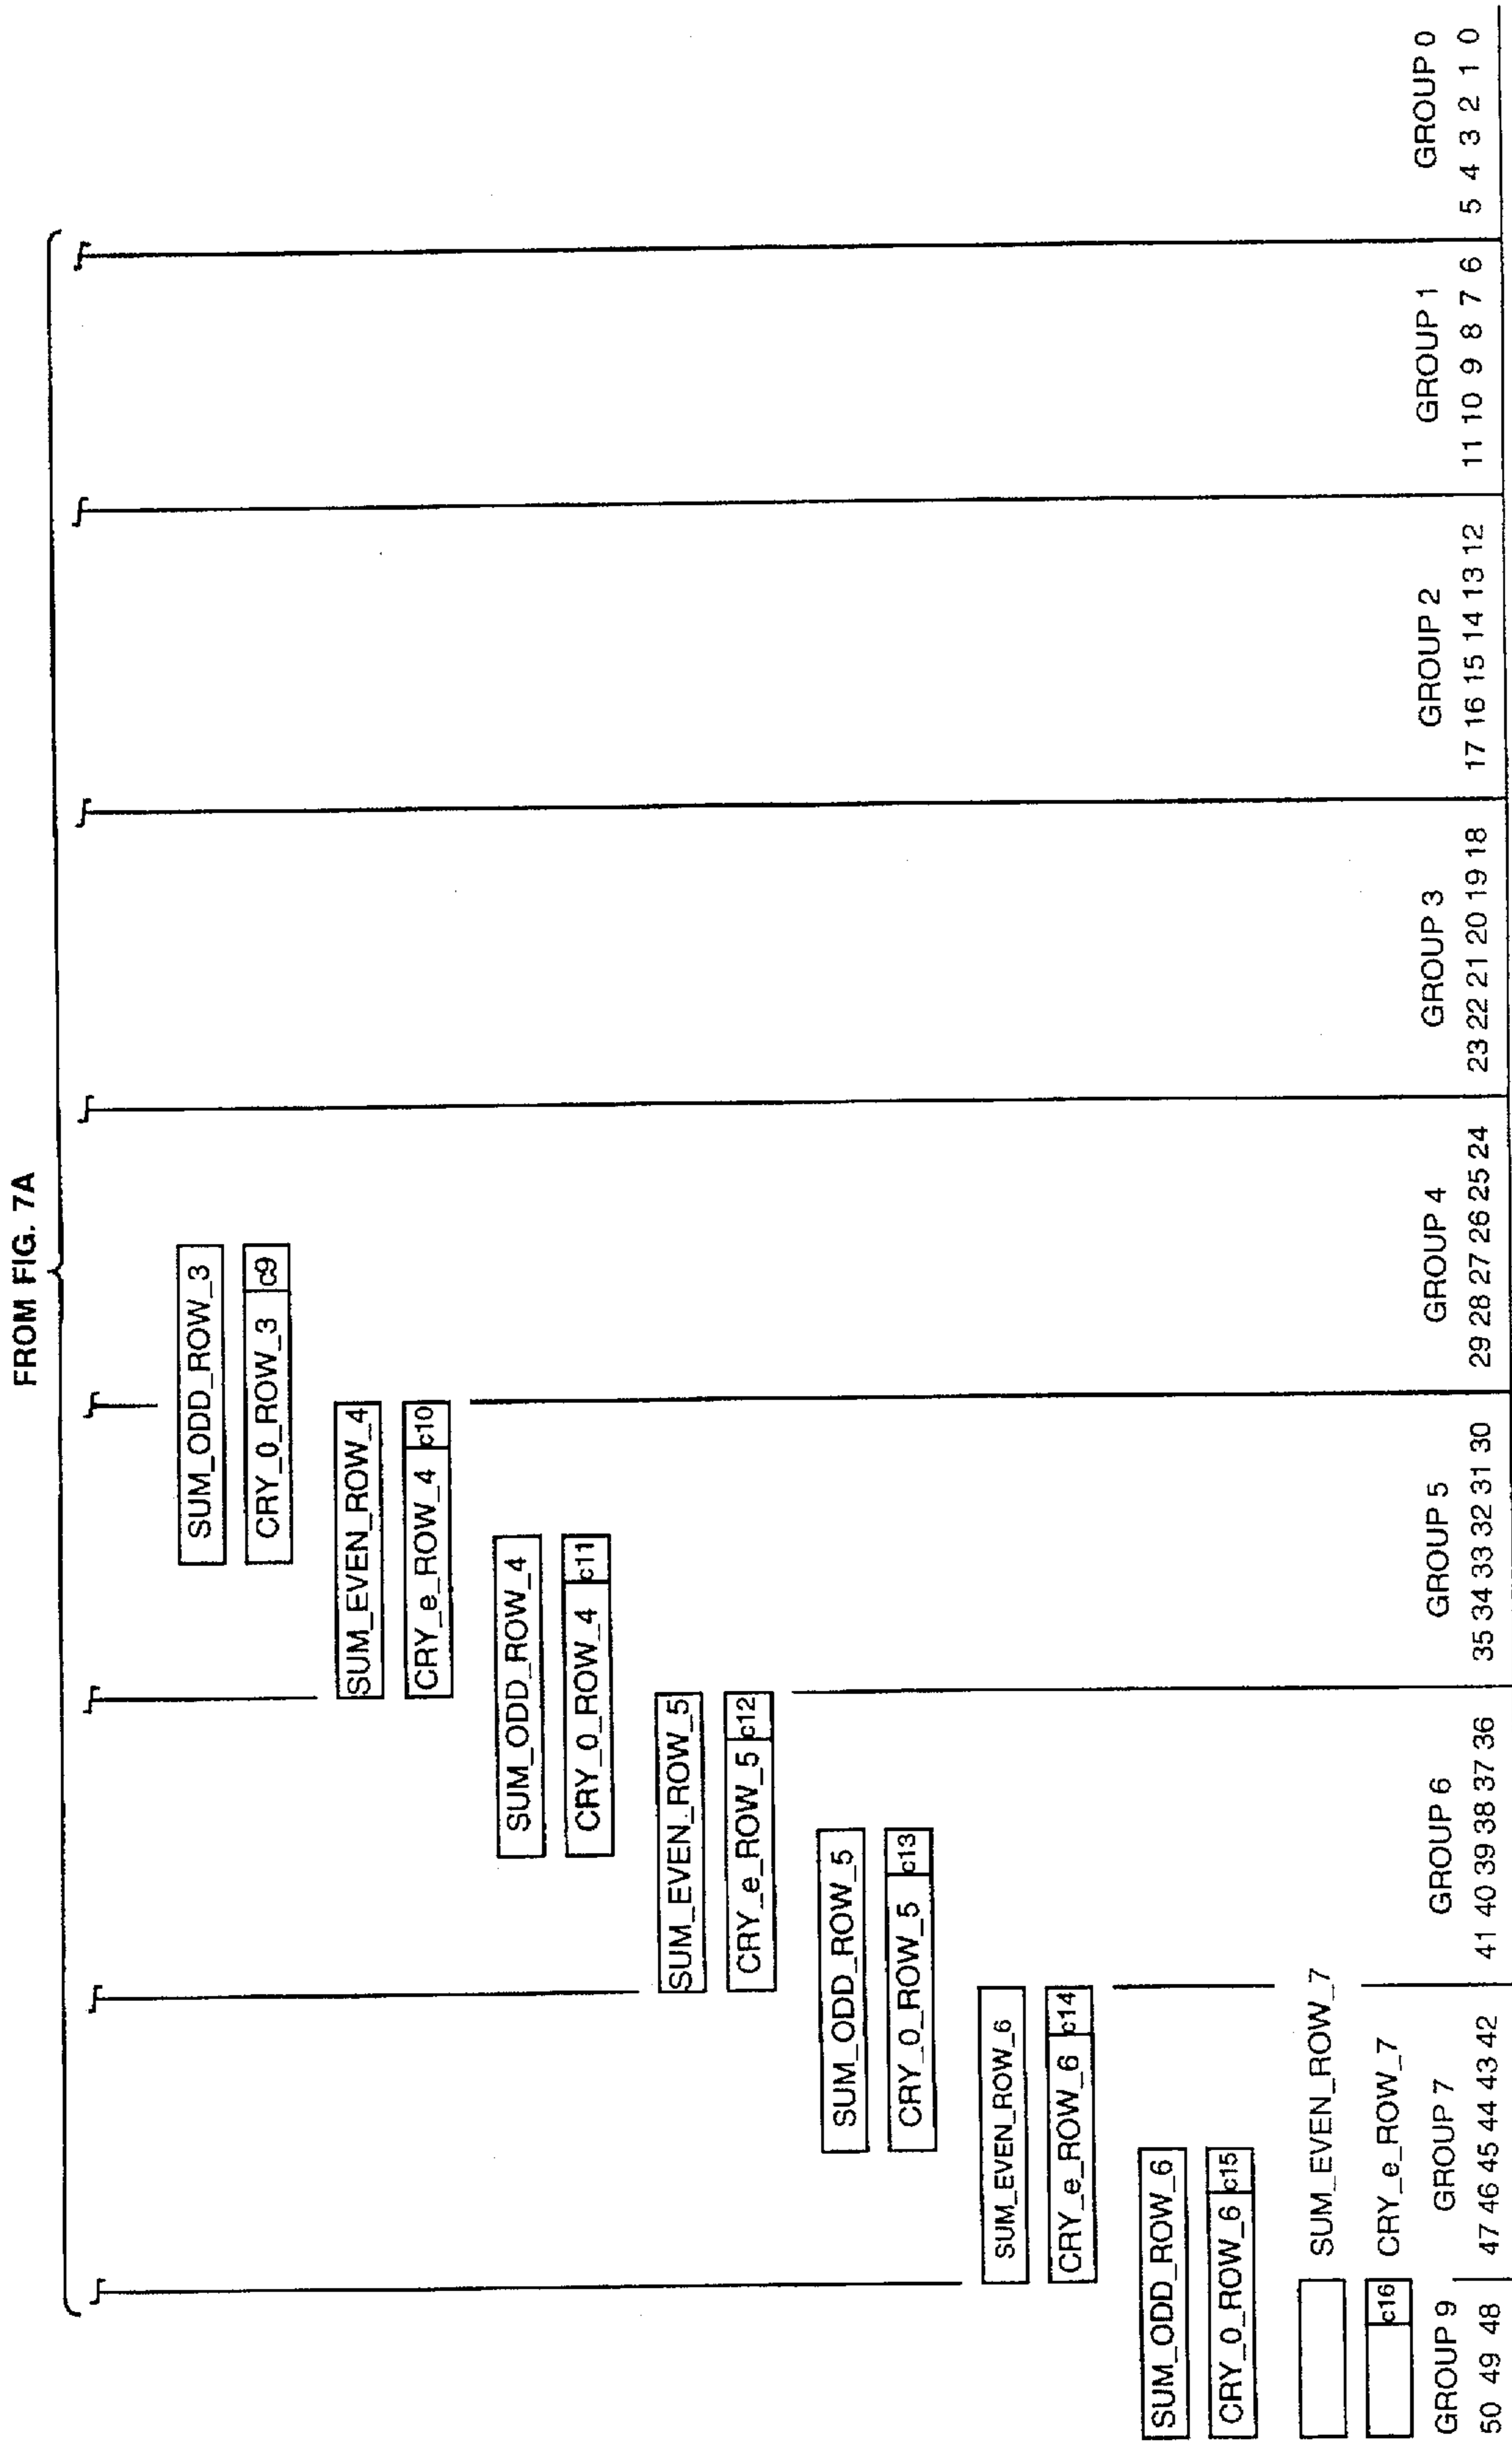 FROM FIG. 7A
SUM_ODD_ROW_3
CRY_0_ROW_3 c9
SUM_EVEN_ROW_4
CRY_e_ROW_4 c10
SUM_ODD_ROW_4
CRY_0_ROW_4 c11
SUM_EVEN_ROW_5
CRY_e_ROW_5 c12
SUM_ODD_ROW_5
CRY_0_ROW_5 c13
SUM_EVEN_ROW_6
CRY_e_ROW_6 c14
SUM_ODD_ROW_6
CRY_0_ROW_6 c15
SUM_EVEN_ROW_7
c16 CRY_e_ROW_7
GROUP 9 GROUP 7 GROUP 6 GROUP 5 GROUP 4 GROUP 3 GROUP 2 GROUP 1 GROUP 0
50 49 48 47 46 45 44 43 42 41 40 39 38 37 36 35 34 33 32 31 30 29 28 27 26 25 24 23 22 21 20 19 18 17 16 15 14 13 12 11 10 9 8 7 6 5 4 3 2 1 0